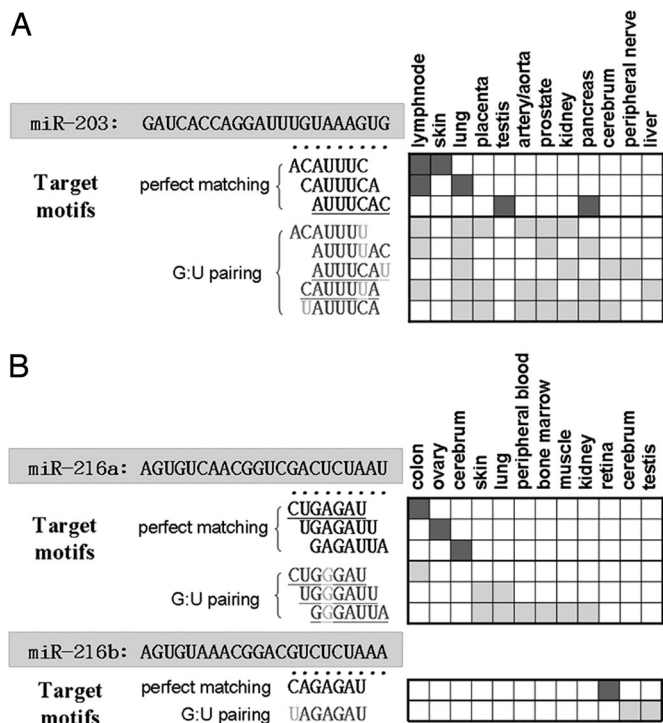 A
lymphnode
skin
lung
placenta
testis
artery/aorta
prostate
kidney
pancreas
cerebrum
peripheral nerve
liver
miR-203: GAUCACCAGGAUUUGUAAAGUG
Target motifs
perfect matching
ACAUUUC
CAUUUCA
AUUUCAC
G:U pairing
ACAUUUU
AUUUUAC
AUUUCAU
CAUUUUA
UAUUUCA
B
colon
ovary
cerebrum
skin
lung
peripheral blood
bone marrow
muscle
kidney
retina
cerebrum
testis
miR-216a: AGUGUCAACGGUCGACUCUAAU
Target motifs
perfect matching
CUGAGAU
UGAGAUU
GAGAUUA
G:U pairing
CUGGGAU
UGGGAUU
GGGAUUA
miR-216b: AGUGUAAACGGACGUCUCUAAA
Target motifs
perfect matching
CAGAGAU
G:U pairing
UAGAGAU